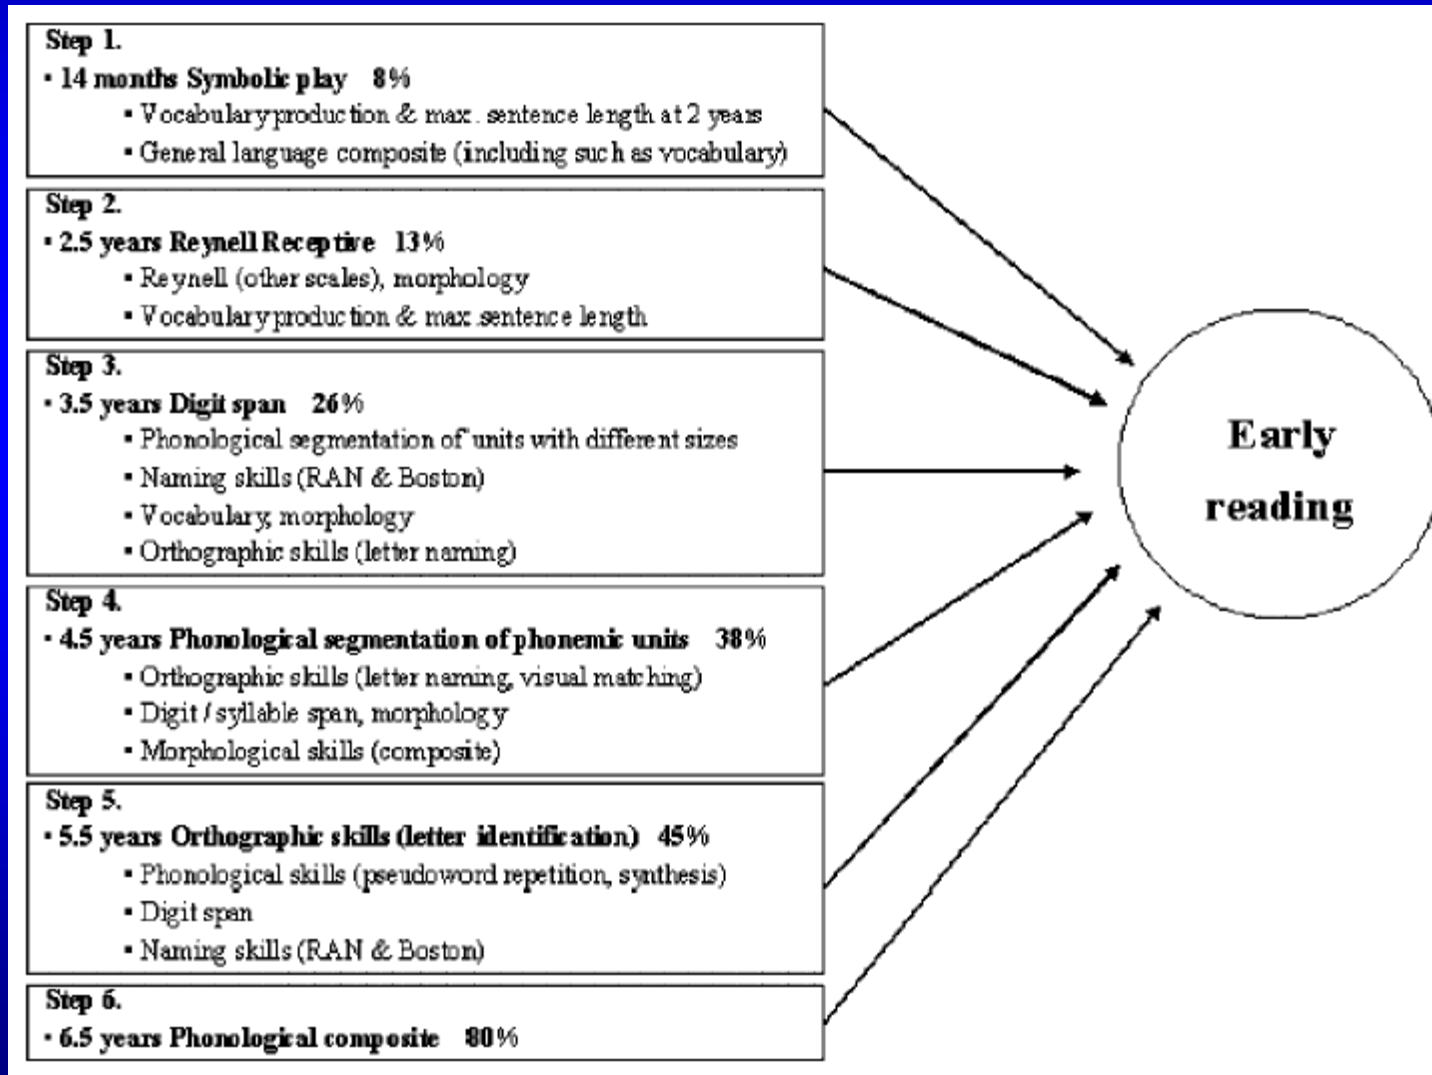 Step 1.
▪ 14 months Symbolic play 8%
▪ Vocabulary production & max. sentence length at 2 years
▪ General language composite (including such as vocabulary)
Step 2.
▪ 2.5 years Reynell Receptive 13%
▪ Reynell (other scales), morphology
▪ Vocabulary production & max.sentence length
Step 3.
▪ 3.5 years Digit span 26%
▪ Phonological segmentation of units with different sizes
▪ Naming skills (RAN & Boston)
▪ Vocabulary, morphology
▪ Orthographic skills (letter naming)
Step 4.
▪ 4.5 years Phonological segmentation of phonemic units 38%
▪ Orthographic skills (letter naming, visual matching)
▪ Digit / syllable span, morphology
▪ Morphological skills (composite)
Step 5.
▪ 5.5 years Orthographic skills (letter identification) 45%
▪ Phonological skills (pseudoword repetition, synthesis)
▪ Digit span
▪ Naming skills (RAN & Boston)
Step 6.
▪ 6.5 years Phonological composite 80%
Early
reading